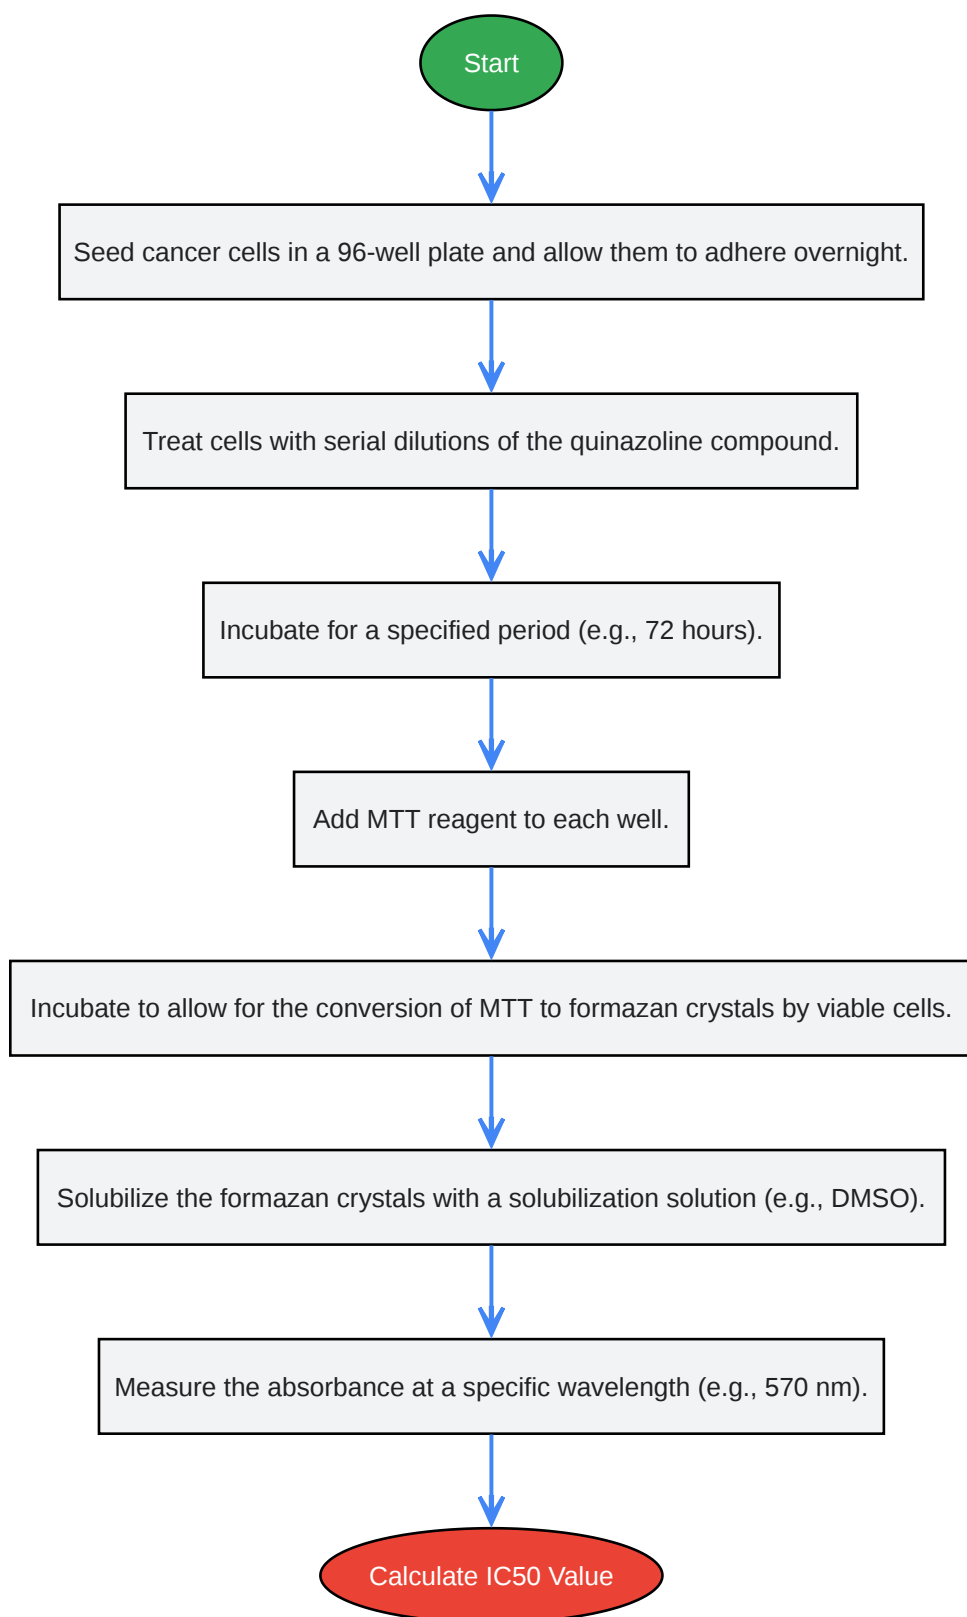 Start
Seed cancer cells in a 96-well plate and allow them to adhere overnight.
Treat cells with serial dilutions of the quinazoline compound.
Incubate for a specified period (e.g., 72 hours).
Add MTT reagent to each well.
Incubate to allow for the conversion of MTT to formazan crystals by viable cells.
Solubilize the formazan crystals with a solubilization solution (e.g., DMSO).
Measure the absorbance at a specific wavelength (e.g., 570 nm).
Calculate IC50 Value